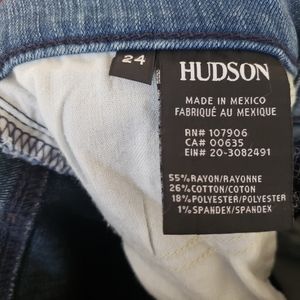 24
HUDSON
MADE IN MEXICO
FABRIQUÉ AU MEXIQUE
RN# 107906
CA# 00635
EIN# 20-3082491
55% RAYON/RAYONNE
26% COTTON/COTON
18% POLYESTER/POLYESTER
1% SPANDEX/SPANDEX